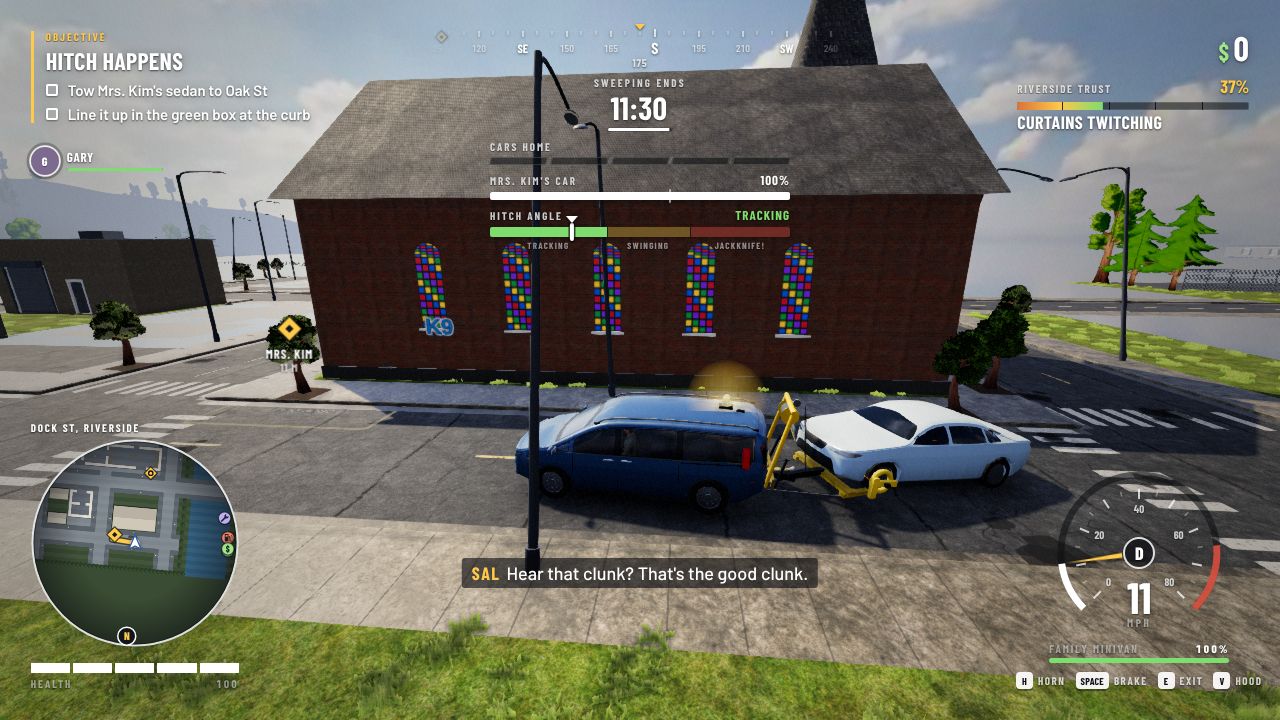 OBJECTIVE
HITCH HAPPENS
Tow Mrs. Kim's sedan to Oak St
Line it up in the green box at the curb
G
GARY
120 SE 150 165 S 195 210 SW 240
175
SWEEPING ENDS
11:30
CARS HOME
MRS. KIM'S CAR 100%
HITCH ANGLE TRACKING
TRACKING SWINGING JACKKNIFE!
$0
RIVERSIDE TRUST 37%
CURTAINS TWITCHING
K9
MRS. KIM
11 M
DOCK ST, RIVERSIDE
N
HEALTH 100
SAL Hear that clunk? That's the good clunk.
0 20 40 60 80
D
11
MPH
FAMILY MINIVAN 100%
H HORN SPACE BRAKE E EXIT V HOOD